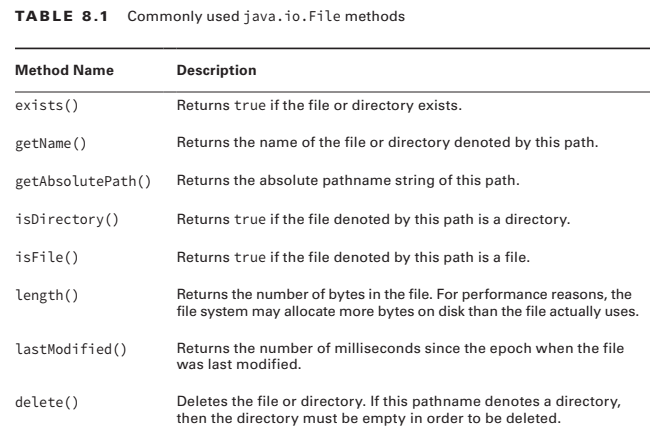 TABLE 8.1 Commonly used java.io.File methods
Method Name Description
exists() Returns true if the file or directory exists.
getName() Returns the name of the file or directory denoted by this path.
getAbsolutePath() Returns the absolute pathname string of this path.
isDirectory() Returns true if the file denoted by this path is a directory.
isFile() Returns true if the file denoted by this path is a file.
length() Returns the number of bytes in the file. For performance reasons, the
file system may allocate more bytes on disk than the file actually uses.
lastModified() Returns the number of milliseconds since the epoch when the file
was last modified.
delete() Deletes the file or directory. If this pathname denotes a directory,
then the directory must be empty in order to be deleted.